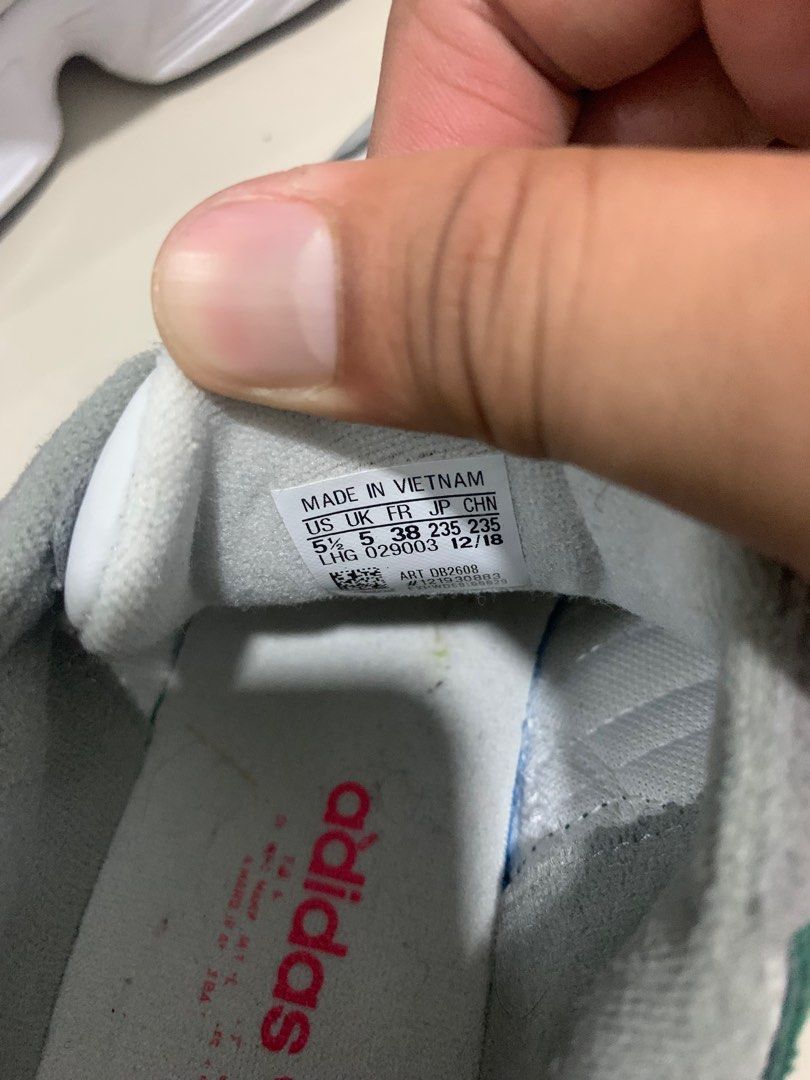 MADE IN VIETNAM
US UK FR JP CHN
5½ 5 38 235 235
LHG 029003 12/18
ART DB2608
#121930883
adidas